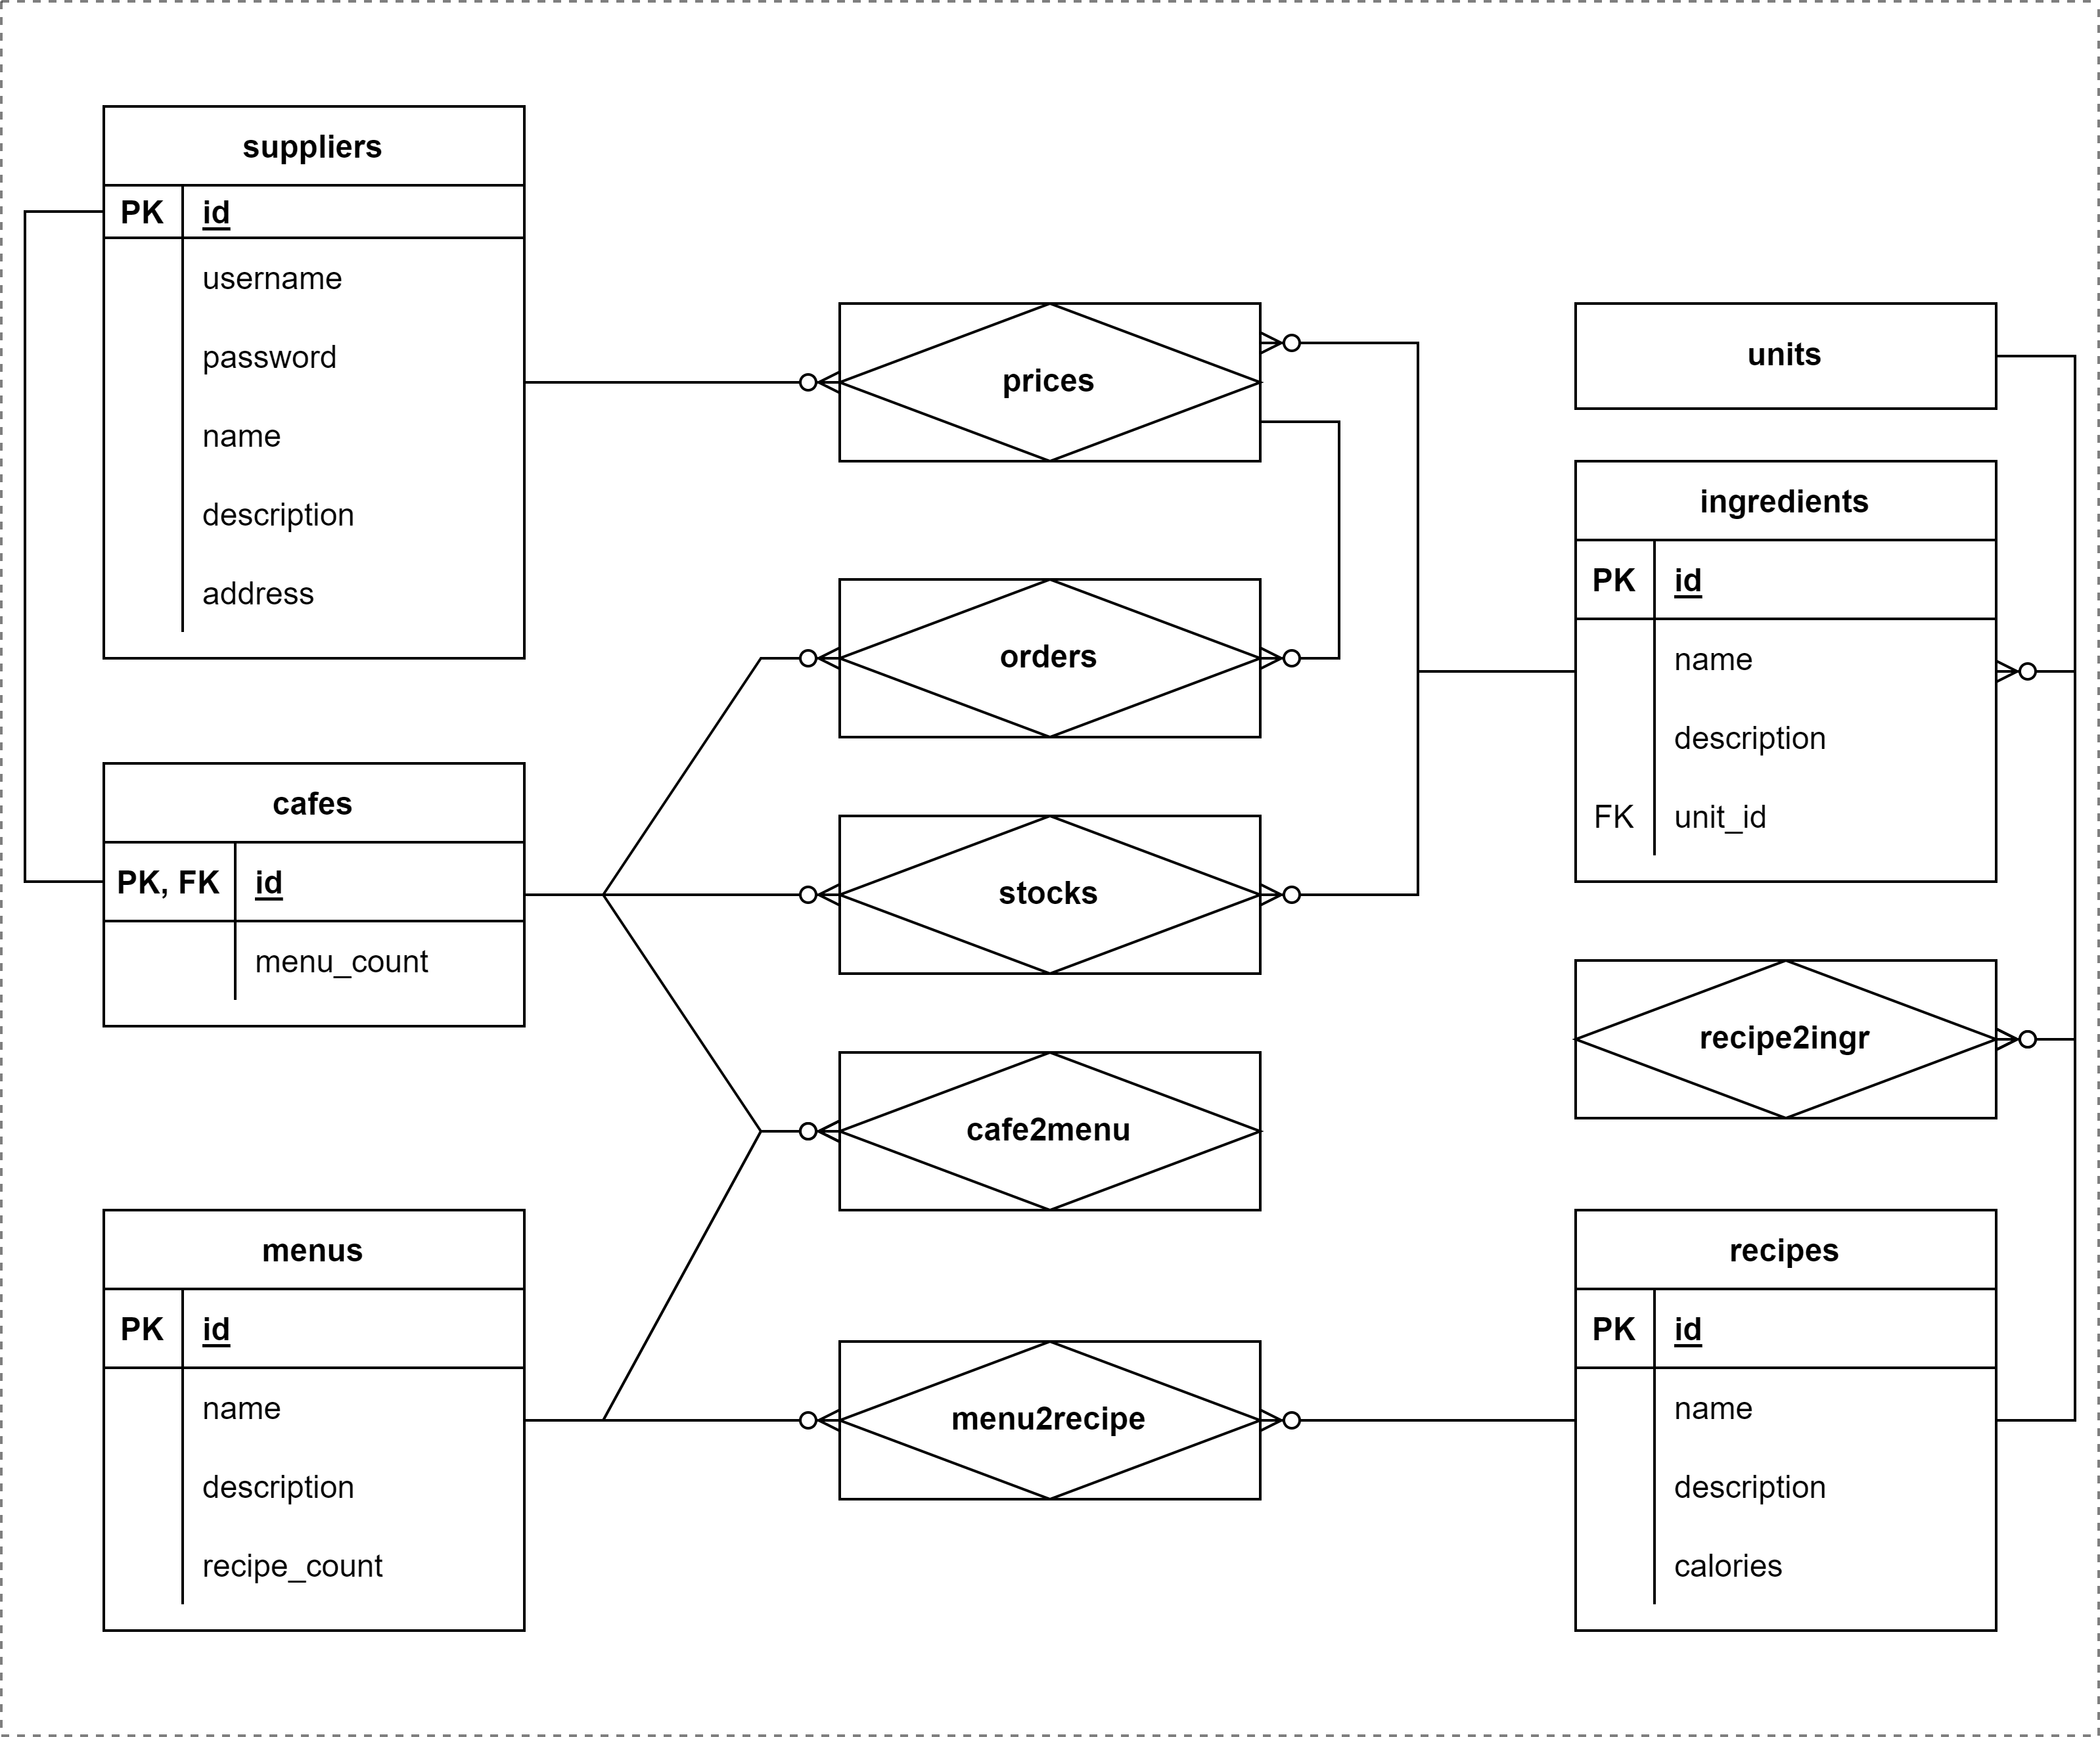 suppliers
PK id
username
password
name
description
address
cafes
PK, FK id
menu_count
menus
PK id
name
description
recipe_count
prices
orders
stocks
cafe2menu
menu2recipe
units
ingredients
PK id
name
description
FK unit_id
recipe2ingr
recipes
PK id
name
description
calories